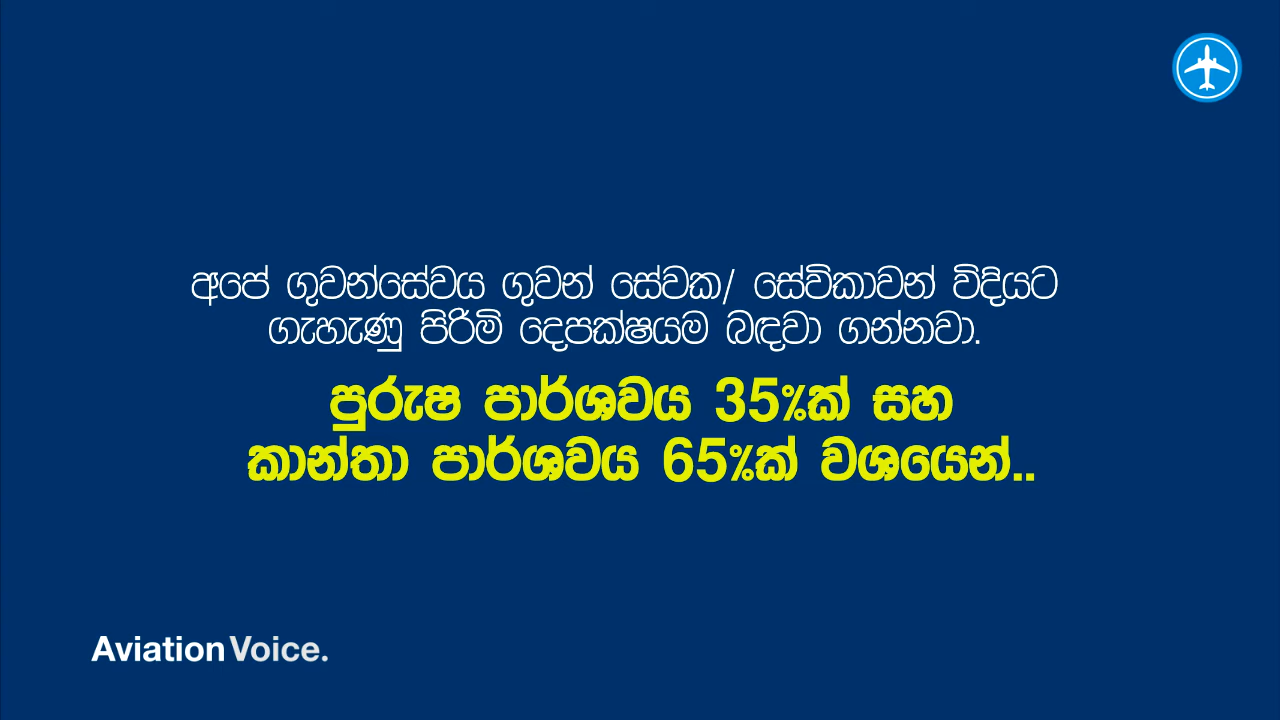 අපේ ගුවන්සේවය ගුවන් සේවක/ සේවිකාවන් විදියට
ගැහැණු පිරිමි දෙපක්ෂයම බඳවා ගන්නවා.
පුරුෂ පාර්ශවය 35%ක් සහ
කාන්තා පාර්ශවය 65%ක් වශයෙන්..
Aviation Voice.